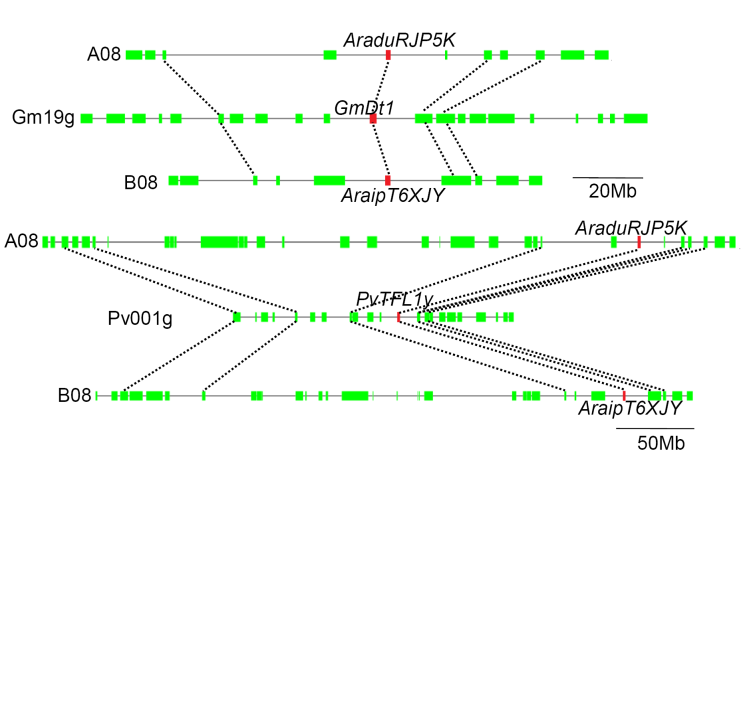 AraduRJP5K
A08
GmDt1
Gm19g
B08
AraipT6XJY
20Mb
AraduRJP5K
A08
PvTFL1y
Pv001g
B08
AraipT6XJY
50Mb